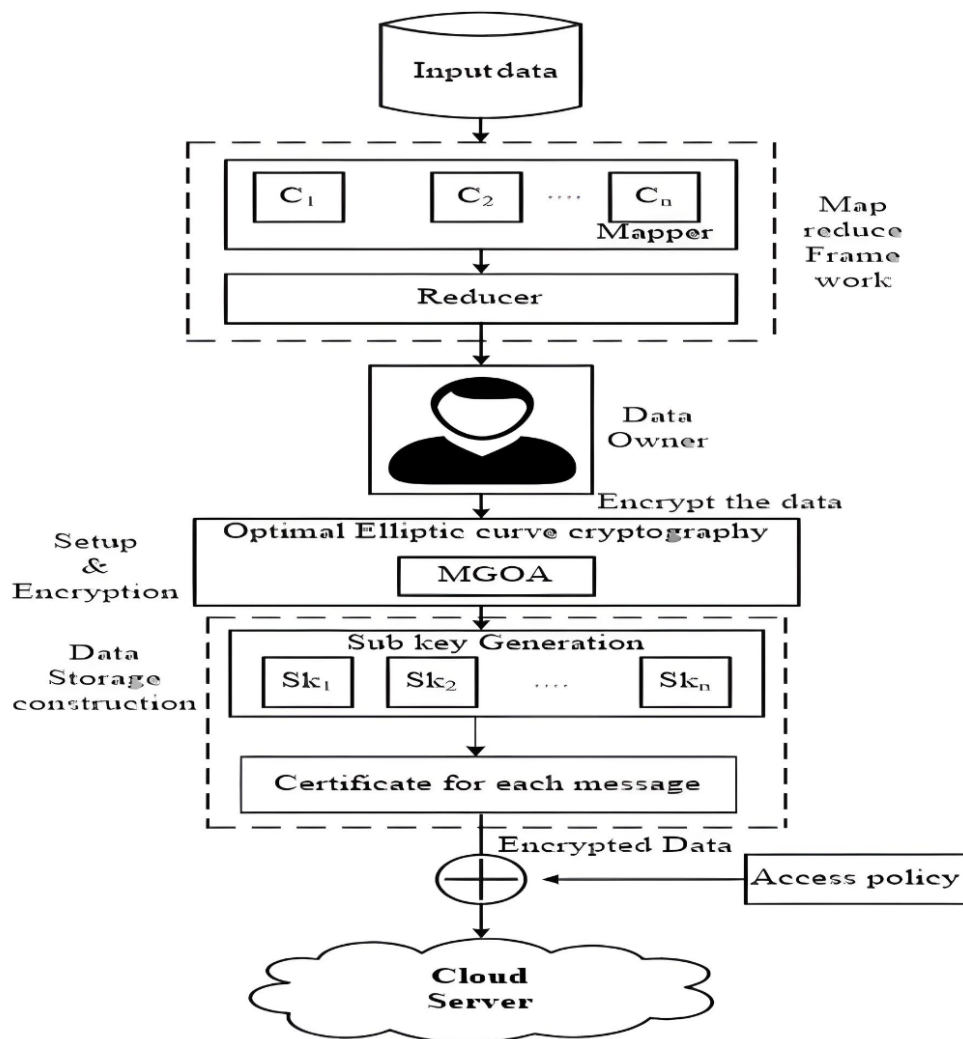 Input data
C₁ C₂ .... Cₙ
Mapper
Map
reduce
Frame
work
Reducer
Data
Owner
Encrypt the data
Setup
&
Encryption
Optimal Elliptic curve cryptography
MGOA
Data
Storage
construction
Sub key Generation
Sk₁ Sk₂ .... Skₙ
Certificate for each message
Encrypted Data
Access policy
Cloud
Server